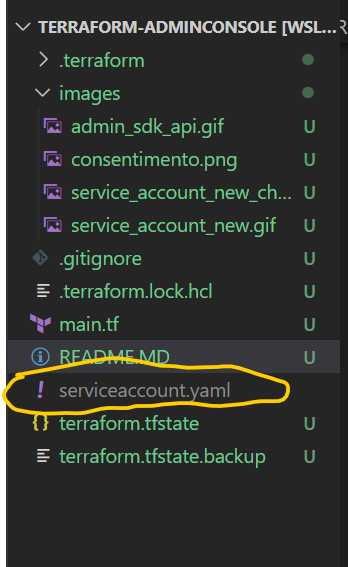 TERRAFORM-ADMINCONSOLE [WSL...
.terraform
images
admin_sdk_api.gif U
consentimento.png U
service_account_new_ch... U
service_account_new.gif U
.gitignore U
.terraform.lock.hcl U
main.tf U
README.MD U
! serviceaccount.yaml
{} terraform.tfstate U
terraform.tfstate.backup U